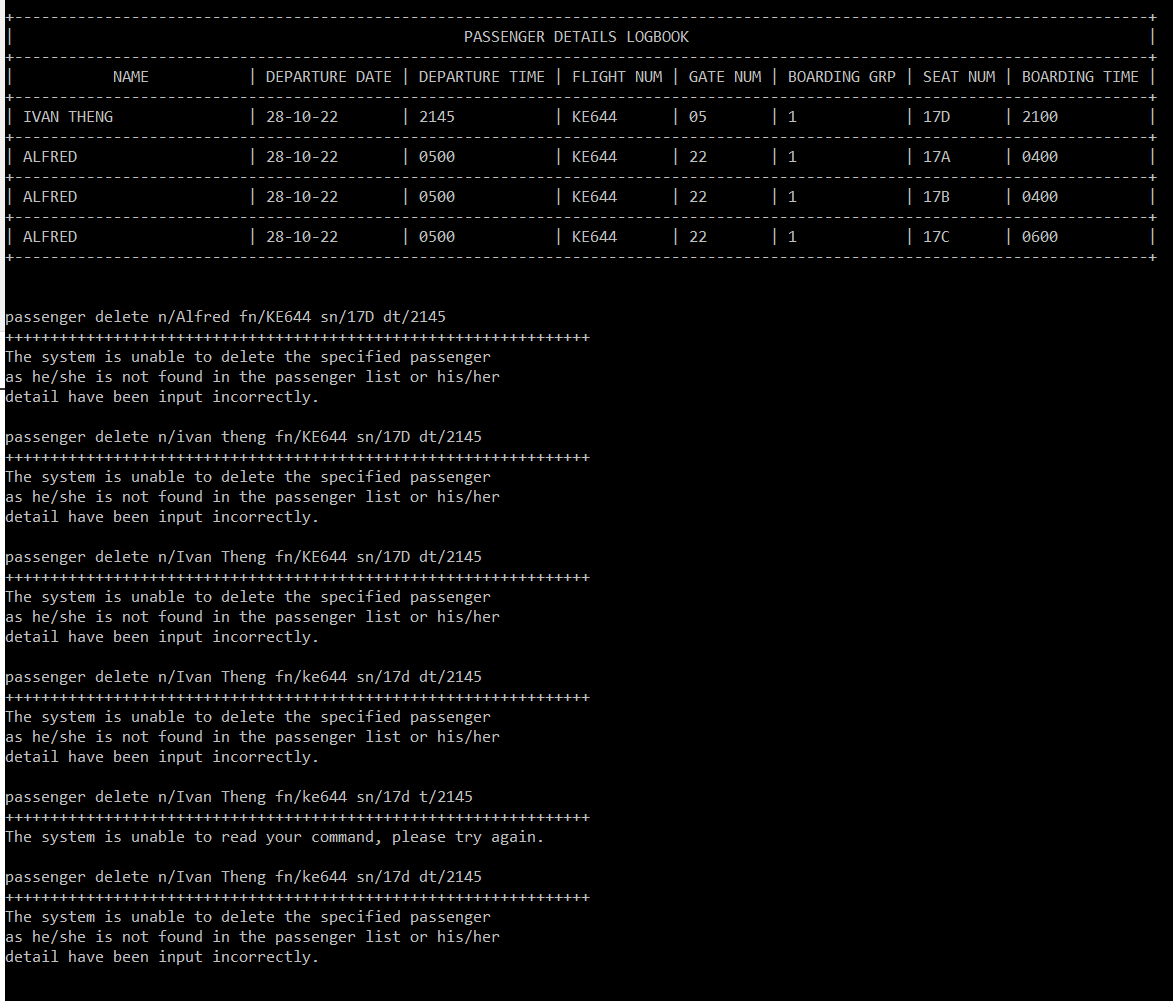 +------------------------------------------------------------------------------------------------------------------------------+
| PASSENGER DETAILS LOGBOOK |
+------------------------------------------------------------------------------------------------------------------------------+
| NAME | DEPARTURE DATE | DEPARTURE TIME | FLIGHT NUM | GATE NUM | BOARDING GRP | SEAT NUM | BOARDING TIME |
+------------------------------------------------------------------------------------------------------------------------------+
| IVAN THENG | 28-10-22 | 2145 | KE644 | 05 | 1 | 17D | 2100 |
+------------------------------------------------------------------------------------------------------------------------------+
| ALFRED | 28-10-22 | 0500 | KE644 | 22 | 1 | 17A | 0400 |
+------------------------------------------------------------------------------------------------------------------------------+
| ALFRED | 28-10-22 | 0500 | KE644 | 22 | 1 | 17B | 0400 |
+------------------------------------------------------------------------------------------------------------------------------+
| ALFRED | 28-10-22 | 0500 | KE644 | 22 | 1 | 17C | 0600 |
+------------------------------------------------------------------------------------------------------------------------------+
passenger delete n/Alfred fn/KE644 sn/17D dt/2145
+++++++++++++++++++++++++++++++++++++++++++++++++++++++++++++++++
The system is unable to delete the specified passenger
as he/she is not found in the passenger list or his/her
detail have been input incorrectly.
passenger delete n/ivan theng fn/KE644 sn/17D dt/2145
+++++++++++++++++++++++++++++++++++++++++++++++++++++++++++++++++
The system is unable to delete the specified passenger
as he/she is not found in the passenger list or his/her
detail have been input incorrectly.
passenger delete n/Ivan Theng fn/KE644 sn/17D dt/2145
+++++++++++++++++++++++++++++++++++++++++++++++++++++++++++++++++
The system is unable to delete the specified passenger
as he/she is not found in the passenger list or his/her
detail have been input incorrectly.
passenger delete n/Ivan Theng fn/ke644 sn/17d dt/2145
+++++++++++++++++++++++++++++++++++++++++++++++++++++++++++++++++
The system is unable to delete the specified passenger
as he/she is not found in the passenger list or his/her
detail have been input incorrectly.
passenger delete n/Ivan Theng fn/ke644 sn/17d t/2145
+++++++++++++++++++++++++++++++++++++++++++++++++++++++++++++++++
The system is unable to read your command, please try again.
passenger delete n/Ivan Theng fn/ke644 sn/17d dt/2145
+++++++++++++++++++++++++++++++++++++++++++++++++++++++++++++++++
The system is unable to delete the specified passenger
as he/she is not found in the passenger list or his/her
detail have been input incorrectly.